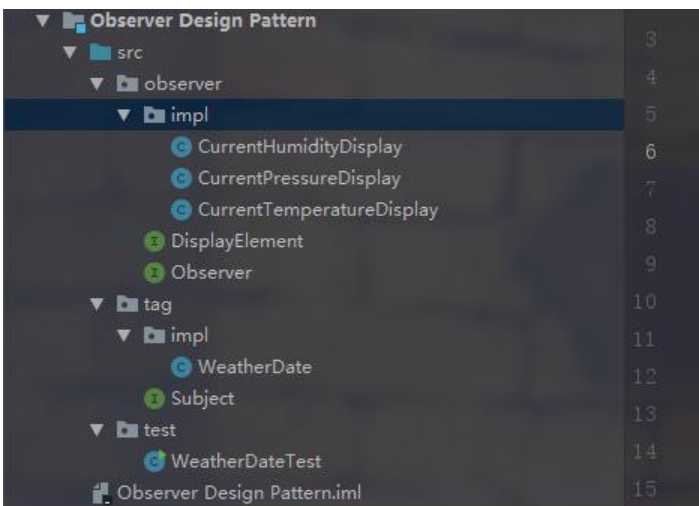 Observer Design Pattern
src
observer
impl
CurrentHumidityDisplay
CurrentPressureDisplay
CurrentTemperatureDisplay
DisplayElement
Observer
tag
impl
WeatherDate
Subject
test
WeatherDateTest
Observer Design Pattern.iml
3
4
5
6
7
8
9
10
11
12
13
14
15